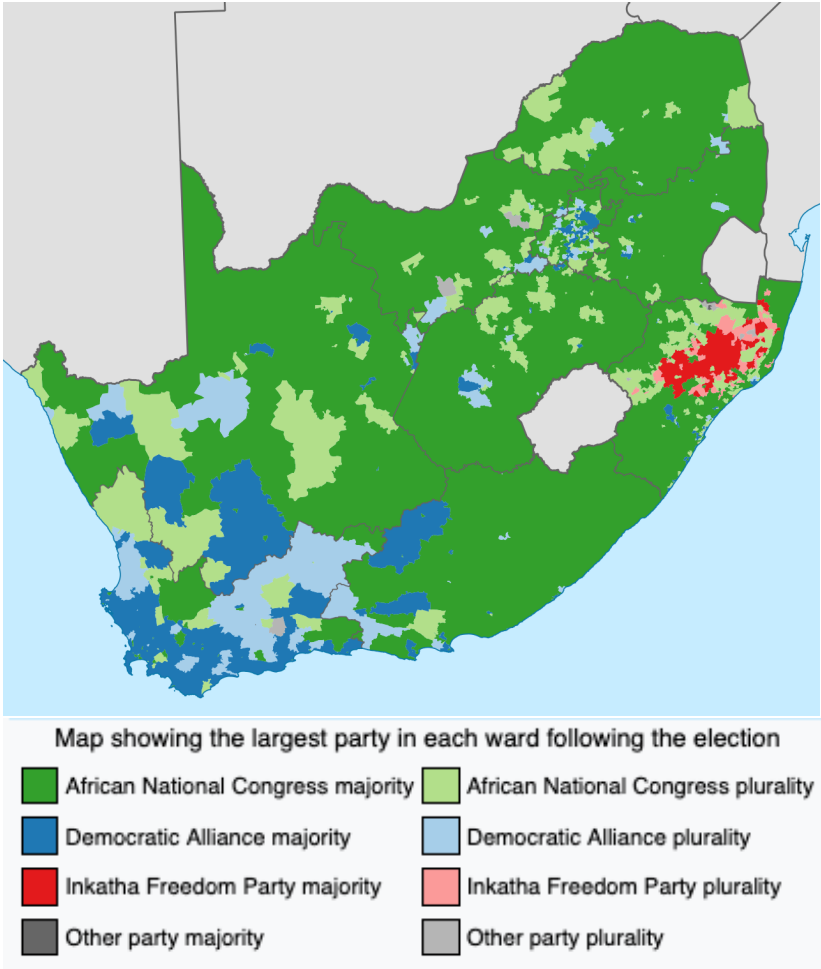 Map showing the largest party in each ward following the election
African National Congress majority African National Congress plurality
Democratic Alliance majority Democratic Alliance plurality
Inkatha Freedom Party majority Inkatha Freedom Party plurality
Other party majority Other party plurality